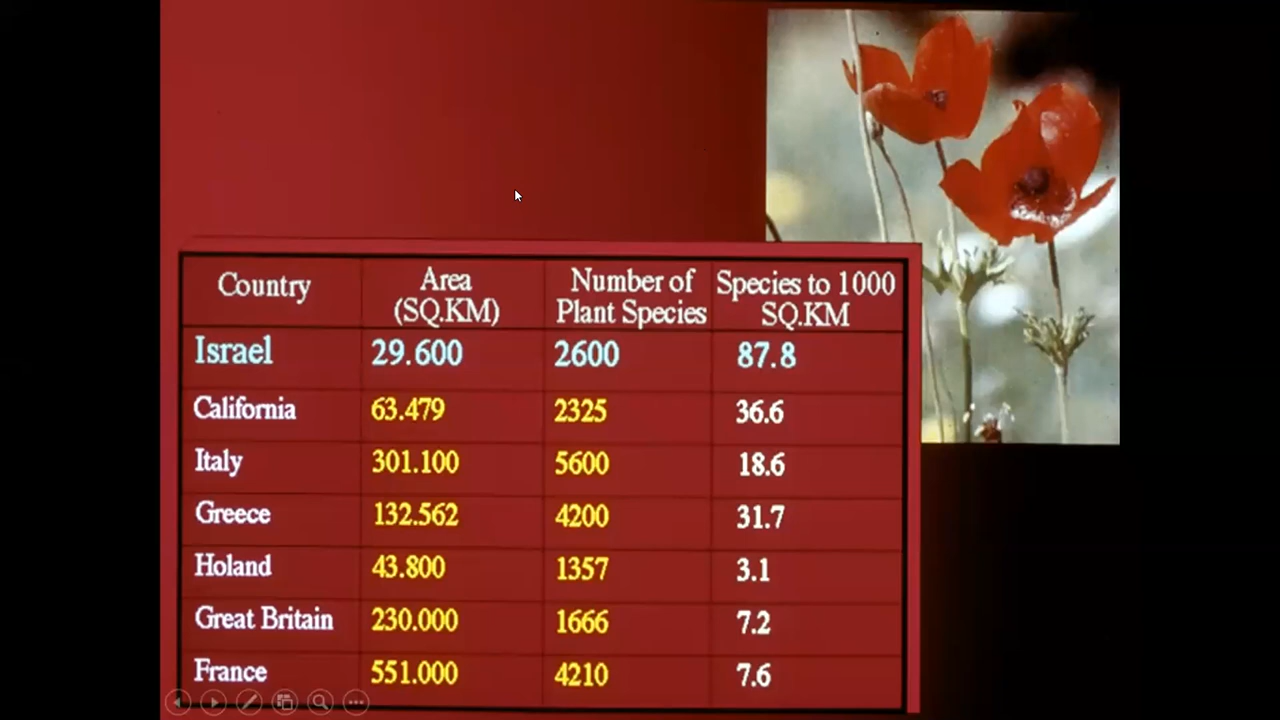 Country Area (SQ.KM) Number of Plant Species Species to 1000 SQ.KM
Israel 29.600 2600 87.8
California 63.479 2325 36.6
Italy 301.100 5600 18.6
Greece 132.562 4200 31.7
Holand 43.800 1357 3.1
Great Britain 230.000 1666 7.2
France 551.000 4210 7.6